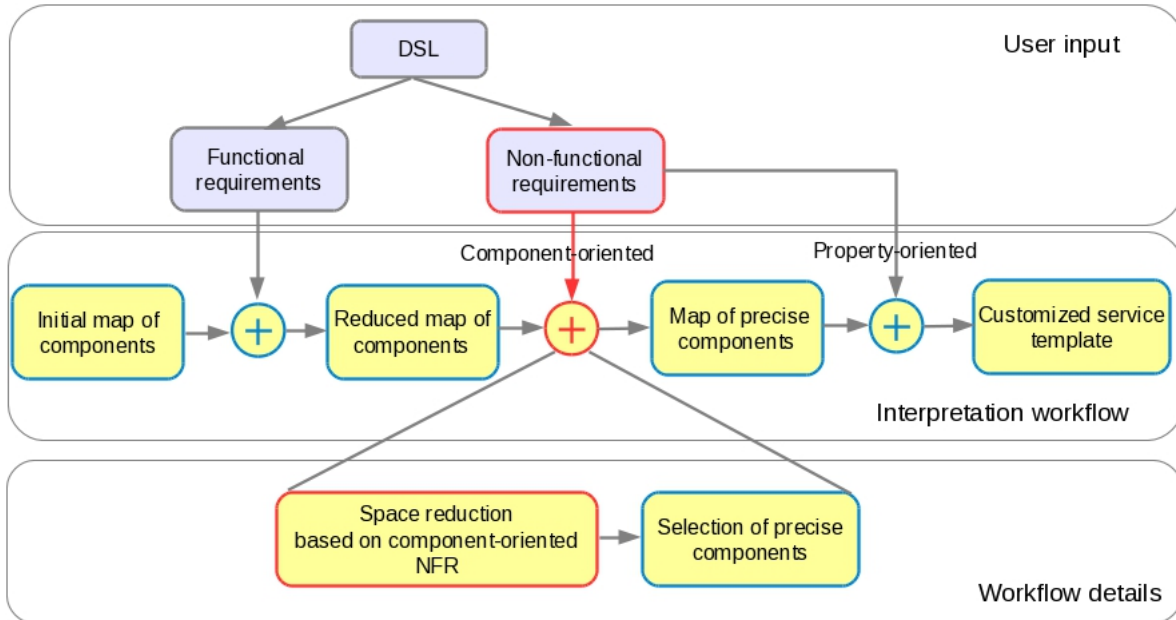 DSL
User input
Functional
requirements
Non-functional
requirements
Component-oriented
Property-oriented
Initial map of
components
Reduced map of
components
Map of precise
components
Customized service
template
Interpretation workflow
Space reduction
based on component-oriented
NFR
Selection of precise
components
Workflow details